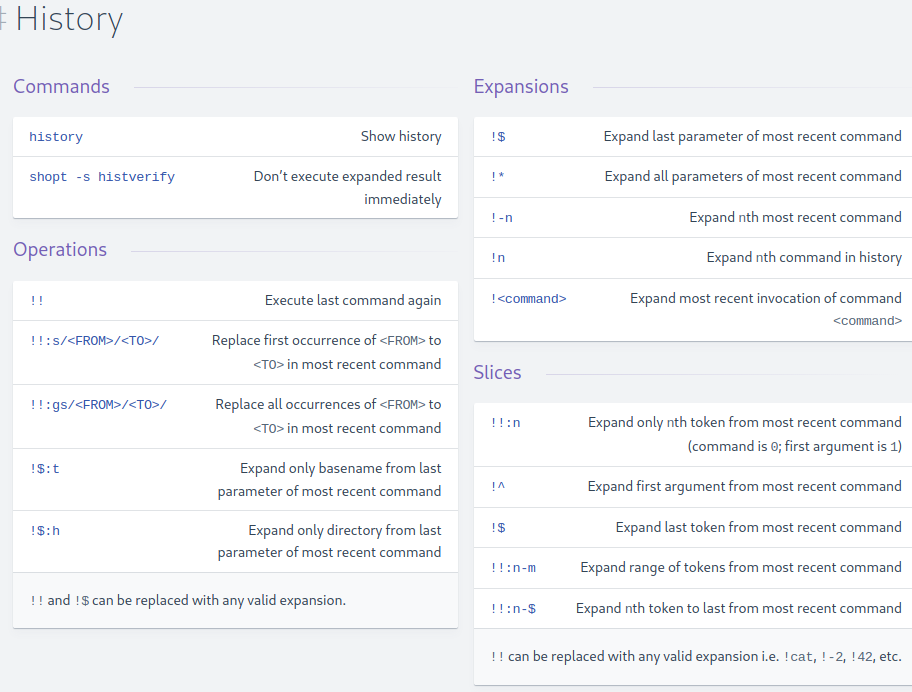 # History
Commands
history Show history
shopt -s histverify Don’t execute expanded result
immediately
Operations
!! Execute last command again
!!:s/<FROM>/<TO>/ Replace first occurrence of <FROM> to
<TO> in most recent command
!!:gs/<FROM>/<TO>/ Replace all occurrences of <FROM> to
<TO> in most recent command
!$:t Expand only basename from last
parameter of most recent command
!$:h Expand only directory from last
parameter of most recent command
!! and !$ can be replaced with any valid expansion.
Expansions
!$ Expand last parameter of most recent command
!* Expand all parameters of most recent command
!-n Expand nth most recent command
!n Expand nth command in history
!<command> Expand most recent invocation of command
<command>
Slices
!!:n Expand only nth token from most recent command
(command is 0; first argument is 1)
!^ Expand first argument from most recent command
!$ Expand last token from most recent command
!!:n-m Expand range of tokens from most recent command
!!:n-$ Expand nth token to last from most recent command
!! can be replaced with any valid expansion i.e. !cat, !-2, !42, etc.